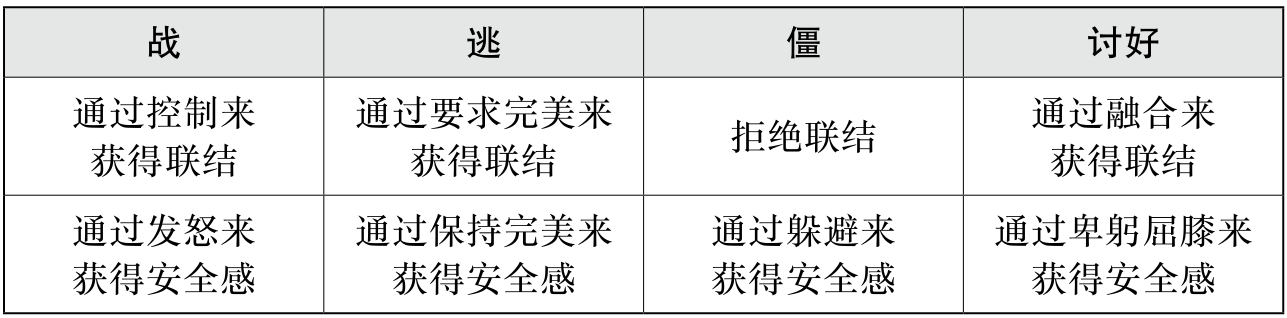 战 逃 僵 讨好
通过控制来 通过要求完美来 拒绝联结 通过融合来
获得联结 获得联结 获得联结
通过发怒来 通过保持完美来 通过躲避来 通过卑躬屈膝来
获得安全感 获得安全感 获得安全感 获得安全感